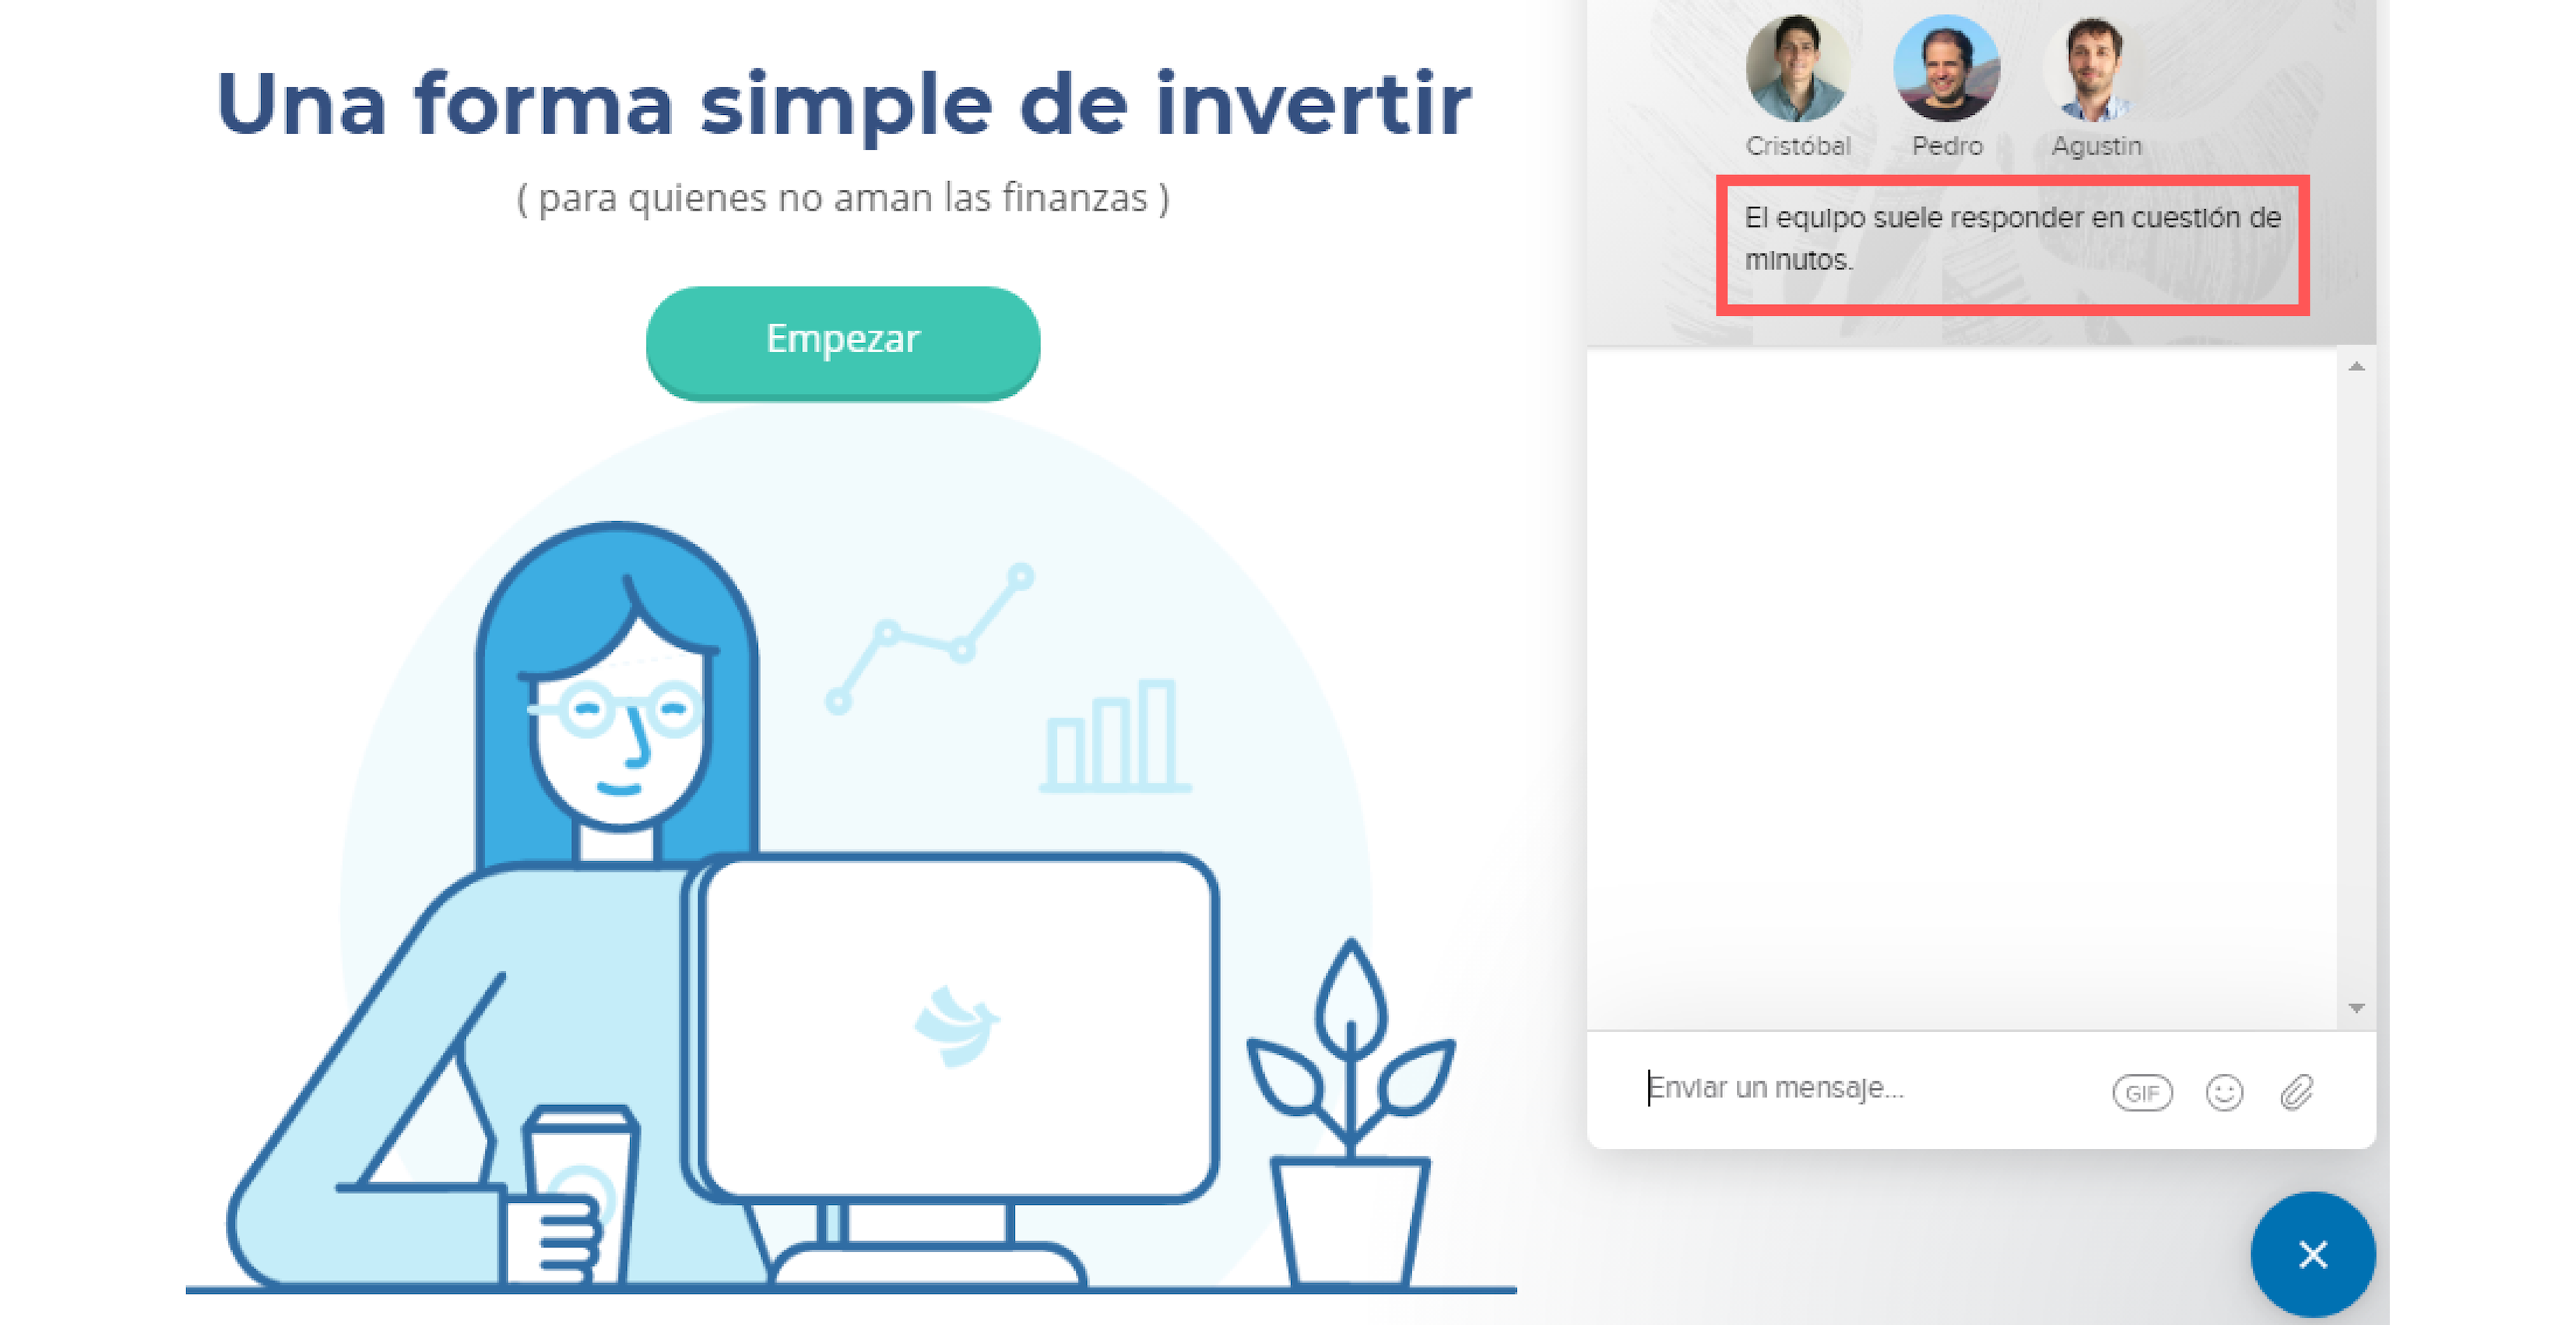 Una forma simple de invertir
( para quienes no aman las finanzas )
Empezar
Cristóbal
Pedro
Agustin
El equipo suele responder en cuestión de
minutos.
Enviar un mensaje...
GIF